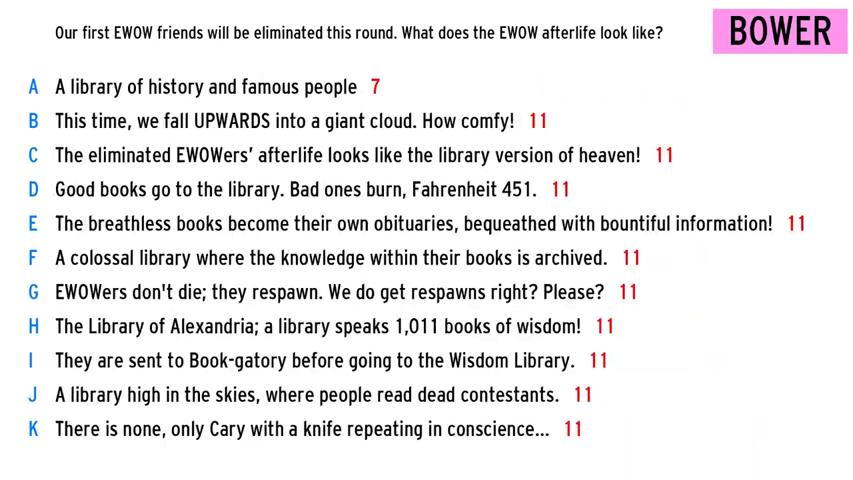 Our first EWOW friends will be eliminated this round. What does the EWOW afterlife look like?
BOWER
A A library of history and famous people 7
B This time, we fall UPWARDS into a giant cloud. How comfy! 11
C The eliminated EWOWers’ afterlife looks like the library version of heaven! 11
D Good books go to the library. Bad ones burn, Fahrenheit 451. 11
E The breathless books become their own obituaries, bequeathed with bountiful information! 11
F A colossal library where the knowledge within their books is archived. 11
G EWOWers don't die; they respawn. We do get respawns right? Please? 11
H The Library of Alexandria; a library speaks 1,011 books of wisdom! 11
I They are sent to Book-gatory before going to the Wisdom Library. 11
J A library high in the skies, where people read dead contestants. 11
K There is none, only Cary with a knife repeating in conscience... 11